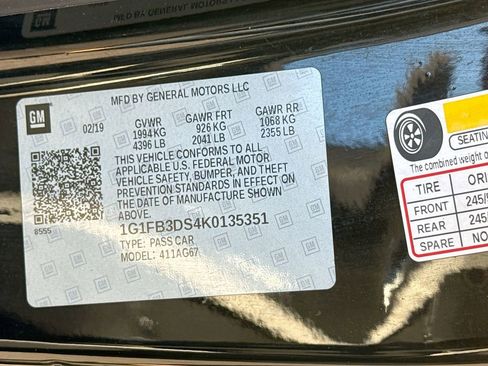 MFD BY GENERAL MOTORS LLC
GM
02/19
GVWR GAWR FRT GAWR RR
1994 KG 926 KG 1068 KG
4396 LB 2041 LB 2355 LB
THIS VEHICLE CONFORMS TO ALL
APPLICABLE U.S. FEDERAL MOTOR
VEHICLE SAFETY, BUMPER, AND THEFT
PREVENTION STANDARDS IN EFFECT ON
THE DATE OF MANUFACTURE SHOWN
ABOVE.
8555
1G1FB3DS4K0135351
TYPE: PASS CAR
MODEL: 411AG67
SEATING
The combined weight o
TIRE ORI
FRONT 245/
REAR 245
SPARE NO